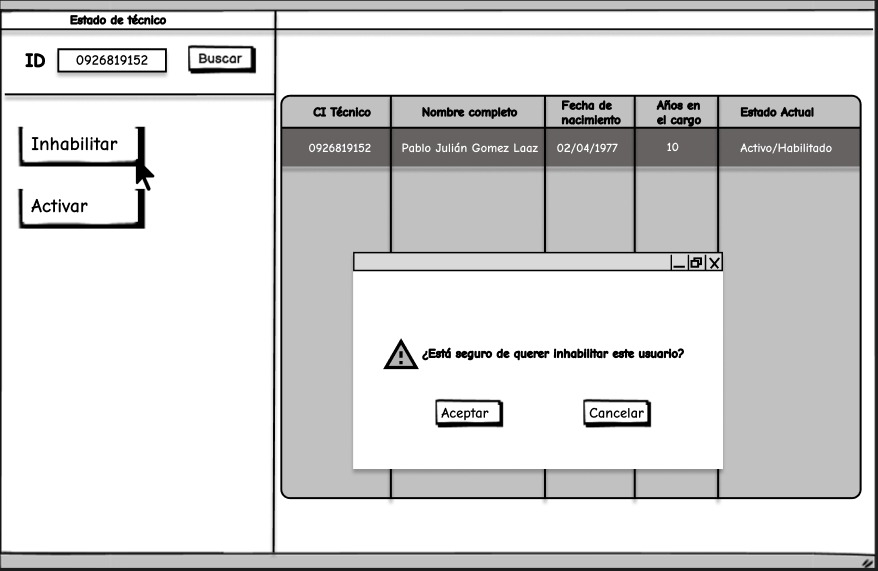 Estado de técnico
ID 0926819152 Buscar
Inhabilitar
Activar
CI Técnico Nombre completo Fecha de nacimiento Años en el cargo Estado Actual
0926819152 Pablo Julián Gomez Laaz 02/04/1977 10 Activo/Habilitado
¿Está seguro de querer inhabilitar este usuario?
Aceptar Cancelar